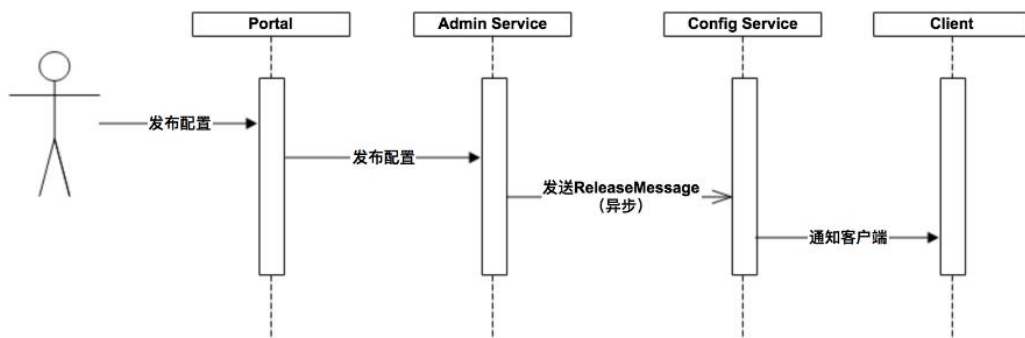 Portal
Admin Service
Config Service
Client
发布配置
发布配置
发送ReleaseMessage
（异步）
通知客户端